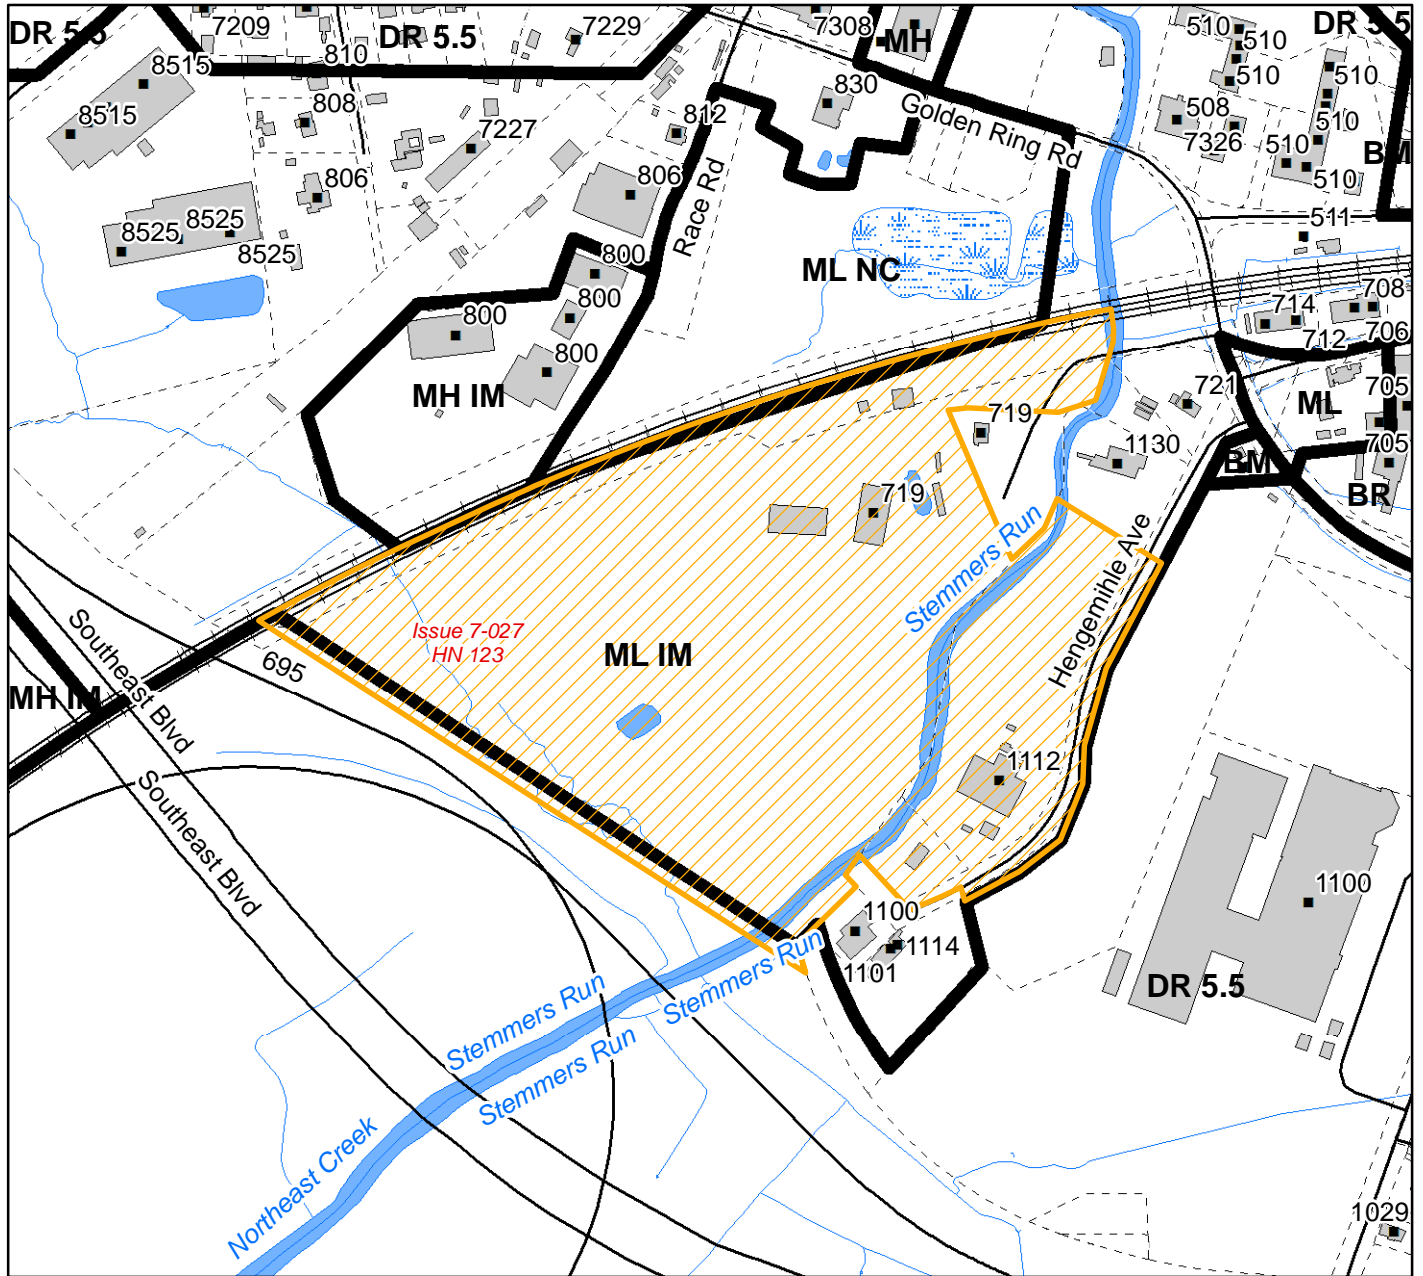 7209
7229
7308
510
DR 5.5
DR 5.5
MH
DR 5.5
510
810
8515
510
510
830
808
8515
812
Golden Ring Rd
508
510
7326
7227
BM
510
806
806
Race Rd
511
8525
8525
8525
800
ML NC
800
708
714
800
712
706
800
MH IM
721
705
ML
719
1130
705
BM
719
BR
Stemmers Run
Hengemihle Ave
Issue 7-027
HN 123
ML IM
695
Southeast Blvd
MH IM
1112
Southeast Blvd
1100
1100
1114
1101
Stemmers Run
DR 5.5
Stemmers Run
Stemmers Run
Northeast Creek
1029